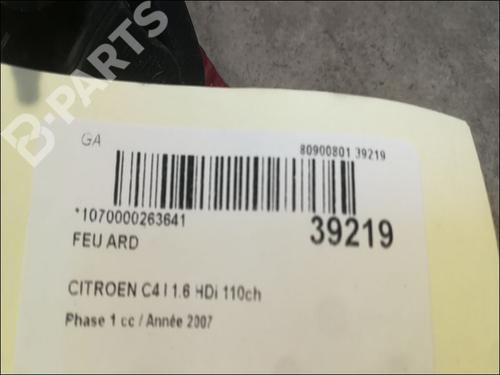 B-PARTS
GA
80900801 39219
*1070000263641
39219
FEU ARD
CITROEN C4 I 1.6 HDi 110ch
Phase 1 cc / Année 2007